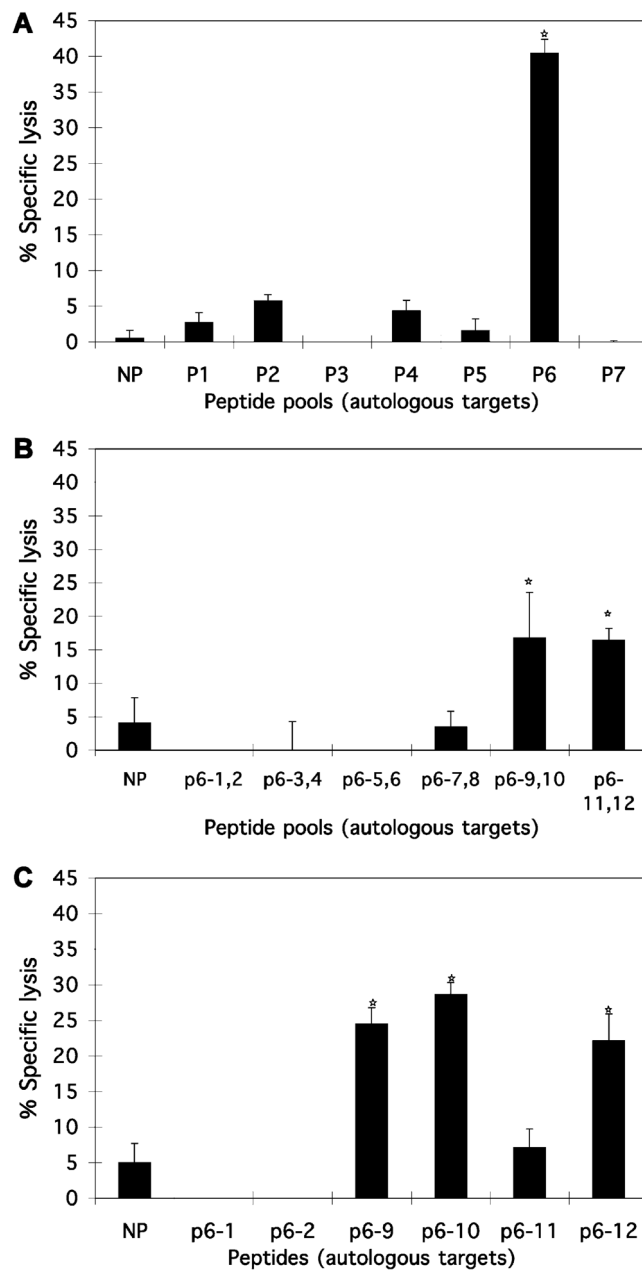 A
45
40
35
30
25
20
15
10
5
0
% Specific lysis
NP P1 P2 P3 P4 P5 P6 P7
Peptide pools (autologous targets)
B
45
40
35
30
25
20
15
10
5
0
% Specific lysis
NP p6-1,2 p6-3,4 p6-5,6 p6-7,8 p6-9,10 p6-
11,12
Peptide pools (autologous targets)
C
45
40
35
30
25
20
15
10
5
0
% Specific lysis
NP p6-1 p6-2 p6-9 p6-10 p6-11 p6-12
Peptides (autologous targets)